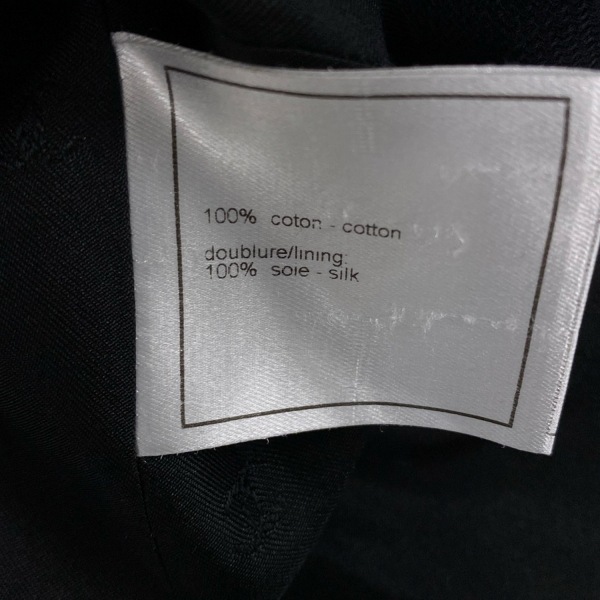 100% coton - cotton
doublure/lining:
100% soie - silk